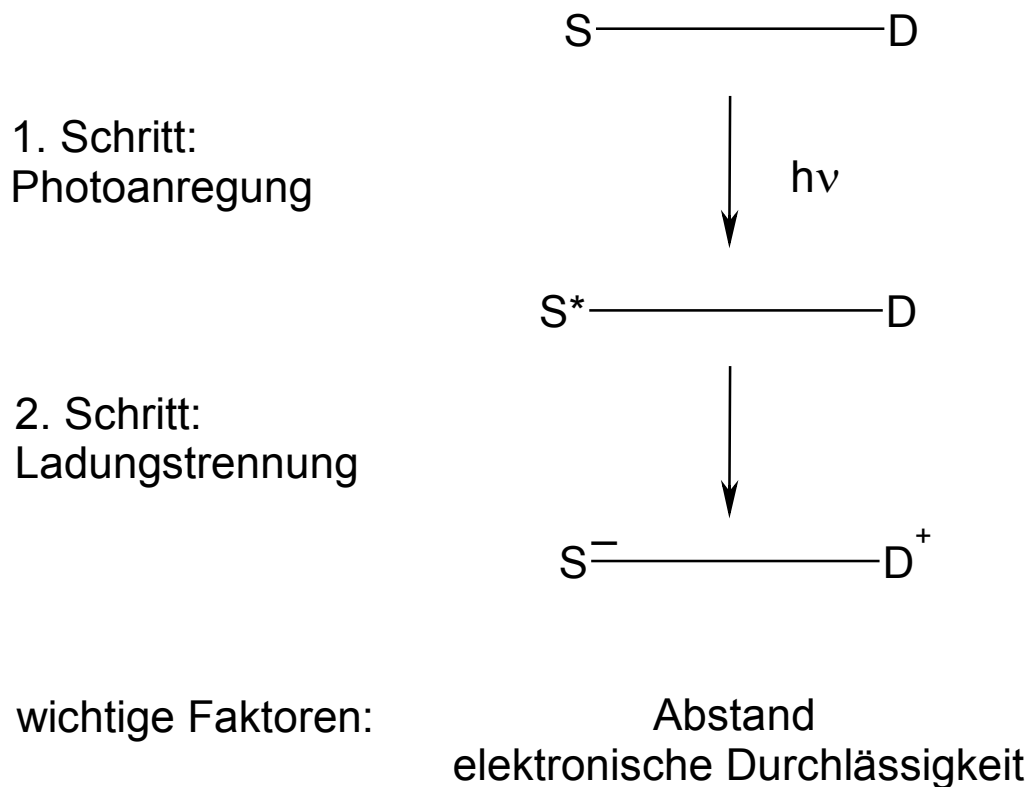 S D
1. Schritt:
Photoanregung
hν
S* D
2. Schritt:
Ladungstrennung
S− D+
wichtige Faktoren:
Abstand
elektronische Durchlässigkeit